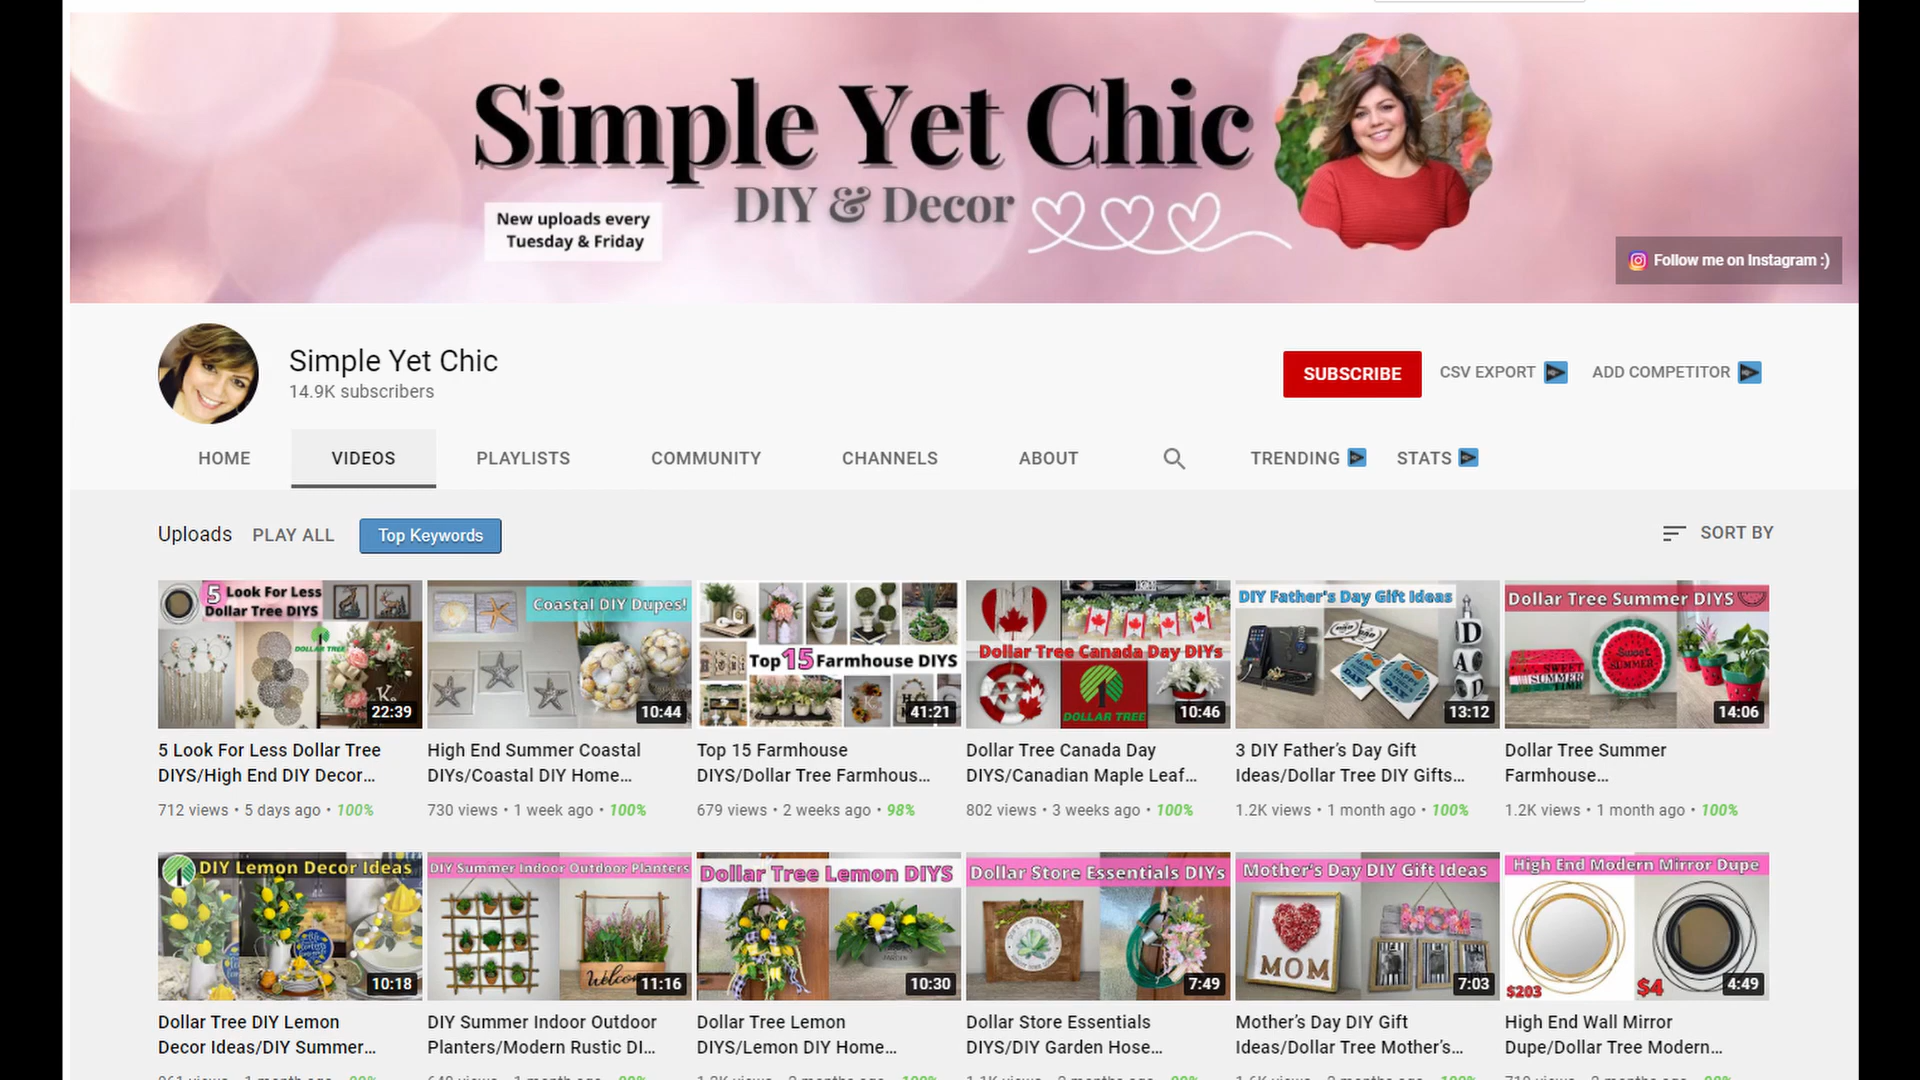 Simple Yet Chic
DIY & Decor
New uploads every
Tuesday & Friday
Follow me on Instagram :)
Simple Yet Chic
14.9K subscribers
SUBSCRIBE
CSV EXPORT
ADD COMPETITOR
HOME
VIDEOS
PLAYLISTS
COMMUNITY
CHANNELS
ABOUT
TRENDING
STATS
Uploads
PLAY ALL
Top Keywords
SORT BY
5 Look For Less
Dollar Tree DIYS
DOLLAR TREE
22:39
Coastal DIY Dupes!
10:44
Top 15 Farmhouse DIYS
41:21
Dollar Tree Canada Day DIYs
DOLLAR TREE
10:46
DIY Father's Day Gift Ideas
DAD
13:12
Dollar Tree Summer DIYS
SWEET
SUMMER
TIME
Sweet
SUMMER
14:06
5 Look For Less Dollar Tree
DIYS/High End DIY Decor...
712 views • 5 days ago • 100%
High End Summer Coastal
DIYs/Coastal DIY Home...
730 views • 1 week ago • 100%
Top 15 Farmhouse
DIYS/Dollar Tree Farmhous...
679 views • 2 weeks ago • 98%
Dollar Tree Canada Day
DIYS/Canadian Maple Leaf...
802 views • 3 weeks ago • 100%
3 DIY Father’s Day Gift
Ideas/Dollar Tree DIY Gifts...
1.2K views • 1 month ago • 100%
Dollar Tree Summer
Farmhouse...
1.2K views • 1 month ago • 100%
DIY Lemon Decor Ideas
10:18
DIY Summer Indoor Outdoor Planters
11:16
Dollar Tree Lemon DIYS
10:30
Dollar Store Essentials DIYs
7:49
Mother's Day DIY Gift Ideas
MOM
MOM
7:03
High End Modern Mirror Dupe
$203
$4
4:49
Dollar Tree DIY Lemon
Decor Ideas/DIY Summer...
DIY Summer Indoor Outdoor
Planters/Modern Rustic DI...
Dollar Tree Lemon
DIYS/Lemon DIY Home...
Dollar Store Essentials
DIYS/DIY Garden Hose...
Mother’s Day DIY Gift
Ideas/Dollar Tree Mother’s...
High End Wall Mirror
Dupe/Dollar Tree Modern...